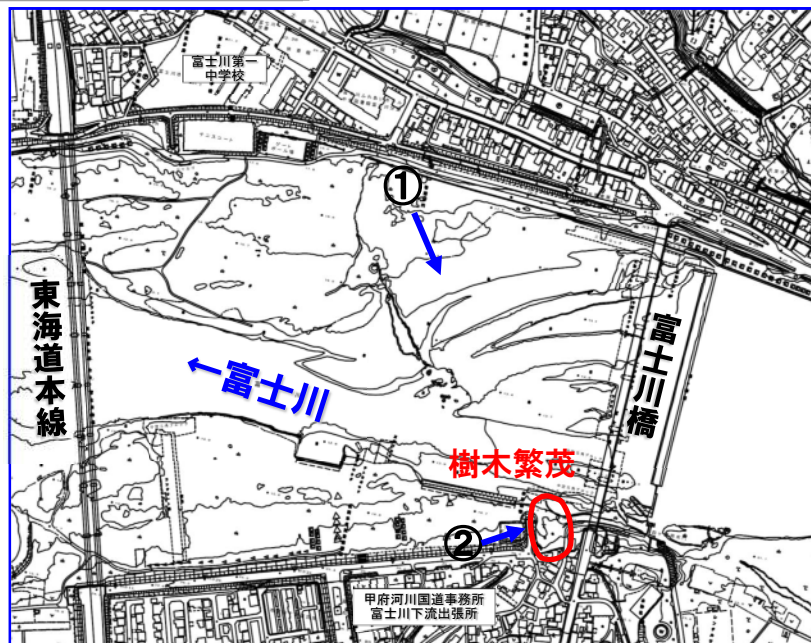 富士川第一
中学校
①
東海道本線
富士川橋
←富士川
樹木繁茂
②
甲府河川国道事務所
富士川下流出張所